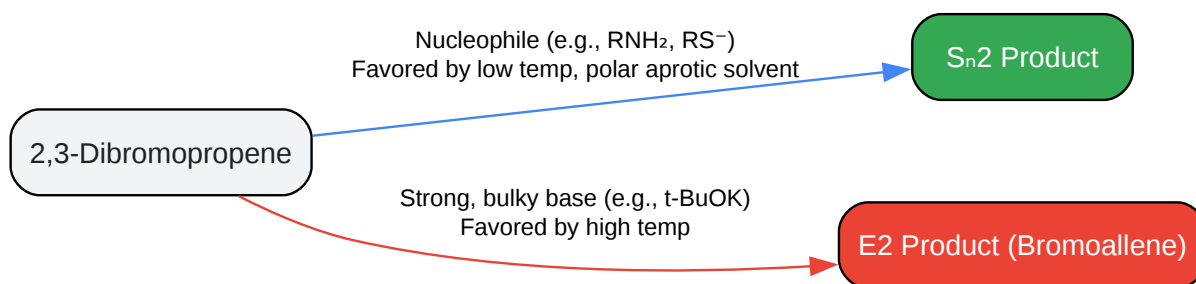 Nucleophile (e.g., RNH₂, RS⁻)
Favored by low temp, polar aprotic solvent
Sₙ2 Product
2,3-Dibromopropene
Strong, bulky base (e.g., t-BuOK)
Favored by high temp
E2 Product (Bromoallene)